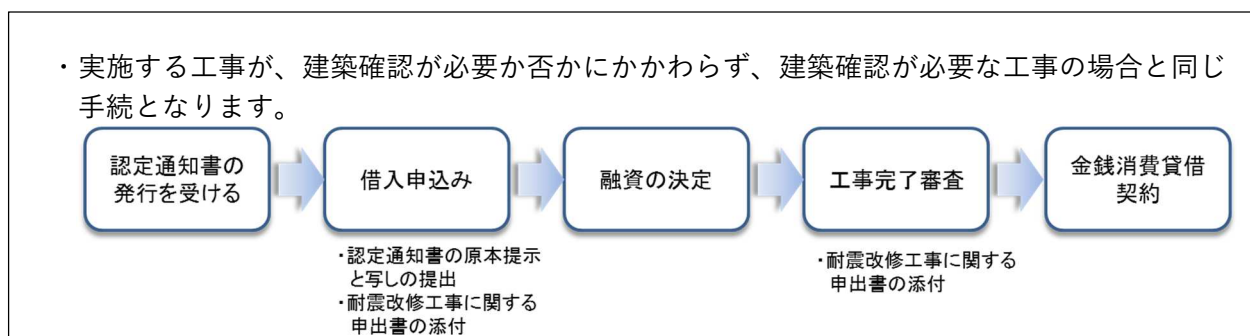 ・実施する工事が、建築確認が必要か否かにかかわらず、建築確認が必要な工事の場合と同じ
手続となります。
認定通知書の
発行を受ける
借入申込み
融資の決定
工事完了審査
金銭消費貸借
契約
・認定通知書の原本提示
と写しの提出
・耐震改修工事に関する
申出書の添付
・耐震改修工事に関する
申出書の添付